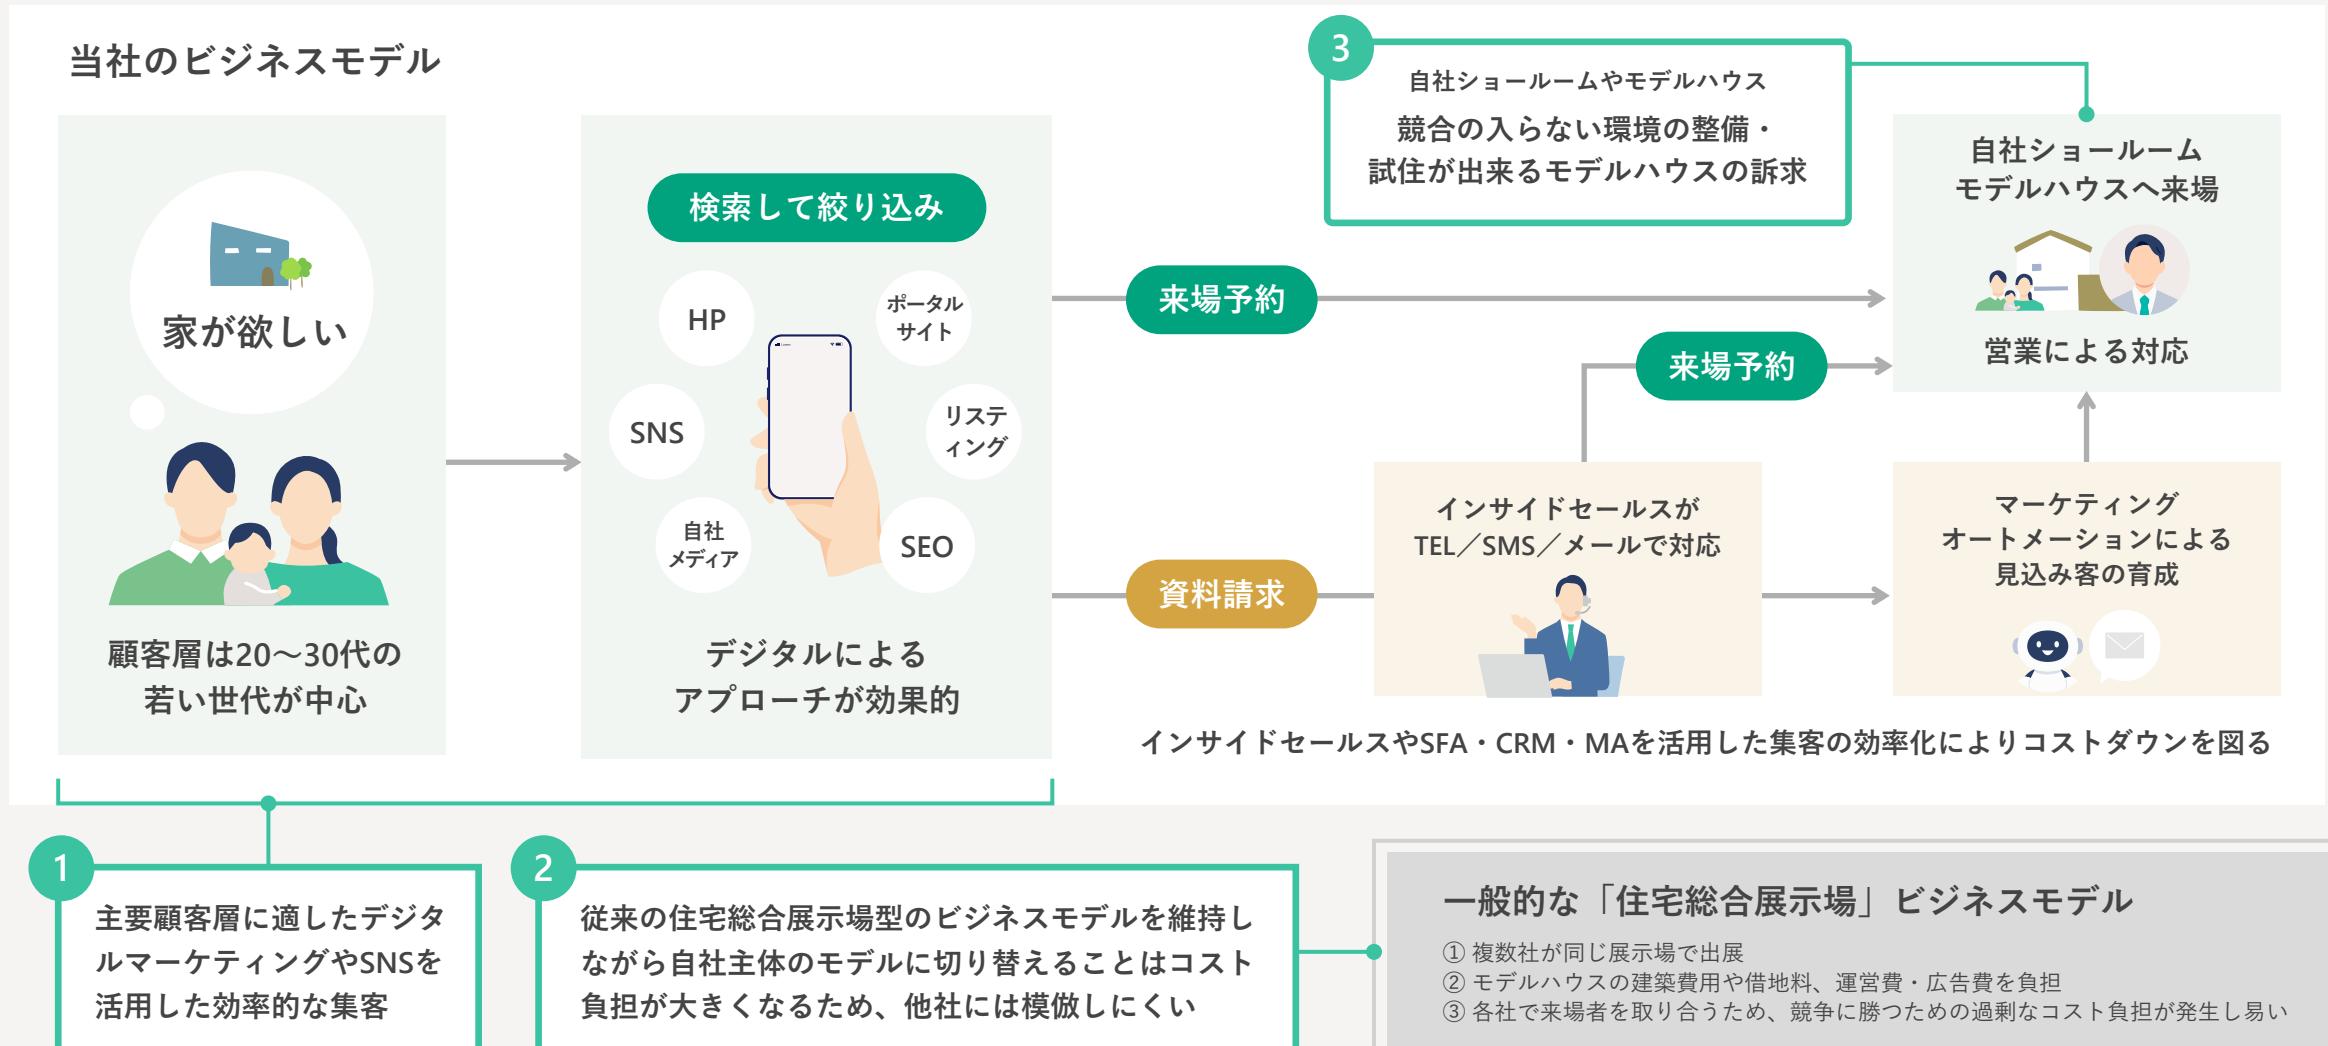 当社のビジネスモデル
家が欲しい
顧客層は20～30代の
若い世代が中心
検索して絞り込み
HP
ポータル
サイト
SNS
リステ
ィング
自社
メディア
SEO
デジタルによる
アプローチが効果的
3
自社ショールームやモデルハウス
競合の入らない環境の整備・
試住が出来るモデルハウスの訴求
来場予約
来場予約
自社ショールーム
モデルハウスへ来場
営業による対応
資料請求
インサイドセールスが
TEL／SMS／メールで対応
マーケティング
オートメーションによる
見込み客の育成
インサイドセールスやSFA・CRM・MAを活用した集客の効率化によりコストダウンを図る
1
主要顧客層に適したデジタ
ルマーケティングやSNSを
活用した効率的な集客
2
従来の住宅総合展示場型のビジネスモデルを維持し
ながら自社主体のモデルに切り替えることはコスト
負担が大きくなるため、他社には模倣しにくい
一般的な「住宅総合展示場」ビジネスモデル
① 複数社が同じ展示場で出展
② モデルハウスの建築費用や借地料、運営費・広告費を負担
③ 各社で来場者を取り合うため、競争に勝つための過剰なコスト負担が発生し易い